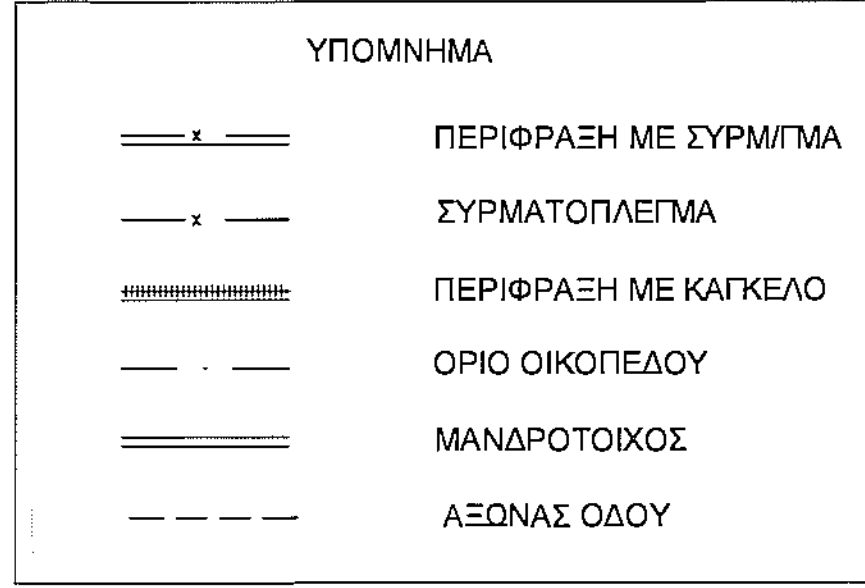 ΥΠΟΜΝΗΜΑ
ΠΕΡΙΦΡΑΞΗ ΜΕ ΣΥΡΜ/ΓΜΑ
ΣΥΡΜΑΤΟΠΛΕΓΜΑ
ΠΕΡΙΦΡΑΞΗ ΜΕ ΚΑΓΚΕΛΟ
ΟΡΙΟ ΟΙΚΟΠΕΔΟΥ
ΜΑΝΔΡΟΤΟΙΧΟΣ
ΑΞΩΝΑΣ ΟΔΟΥ